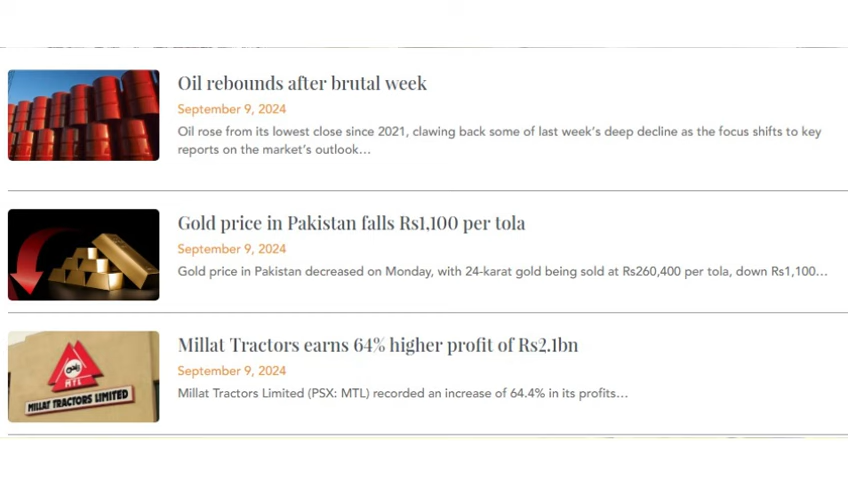 Oil rebounds after brutal week
September 9, 2024
Oil rose from its lowest close since 2021, clawing back some of last week's deep decline as the focus shifts to key
reports on the market's outlook...
Gold price in Pakistan falls Rs1,100 per tola
September 9, 2024
Gold price in Pakistan decreased on Monday, with 24-karat gold being sold at Rs260,400 per tola, down Rs1,100...
MTL
MILLAT TRACTORS LIMITED
Millat Tractors earns 64% higher profit of Rs2.1bn
September 9, 2024
Millat Tractors Limited (PSX: MTL) recorded an increase of 64.4% in its profits...